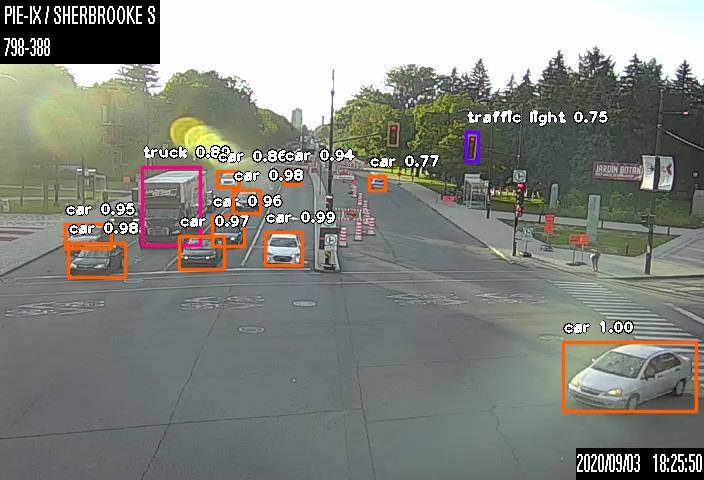 PIE-IX / SHERBROOKE S
798-388
traffic light 0.75
truck 0.89
car 0.86
car 0.94
car 0.77
car 0.98
car 0.95
car 0.96
car 0.98
car 0.97
car 0.99
JARDIN BOTAN
car 1.00
2020/09/03 18:25:50